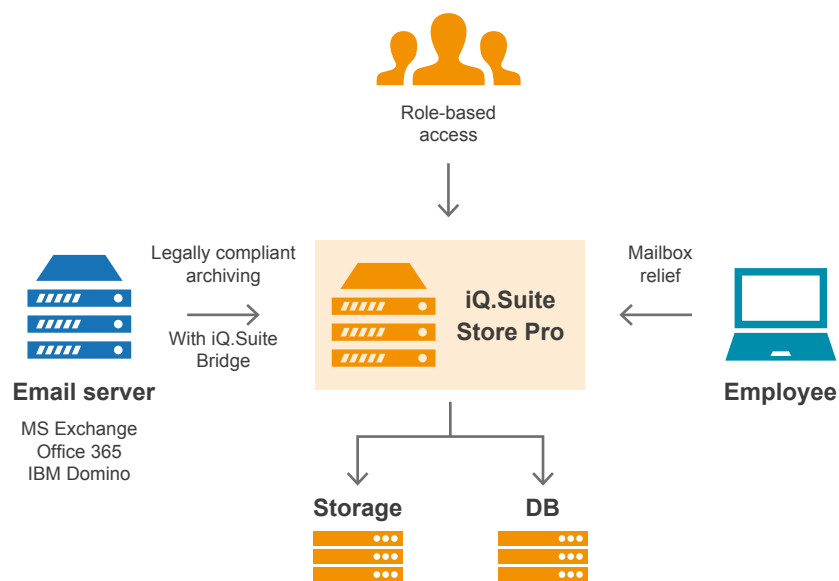 Role-based
access
Legally compliant
archiving
With iQ.Suite
Bridge
iQ.Suite
Store Pro
Mailbox
relief
Email server
MS Exchange
Office 365
IBM Domino
Employee
Storage
DB